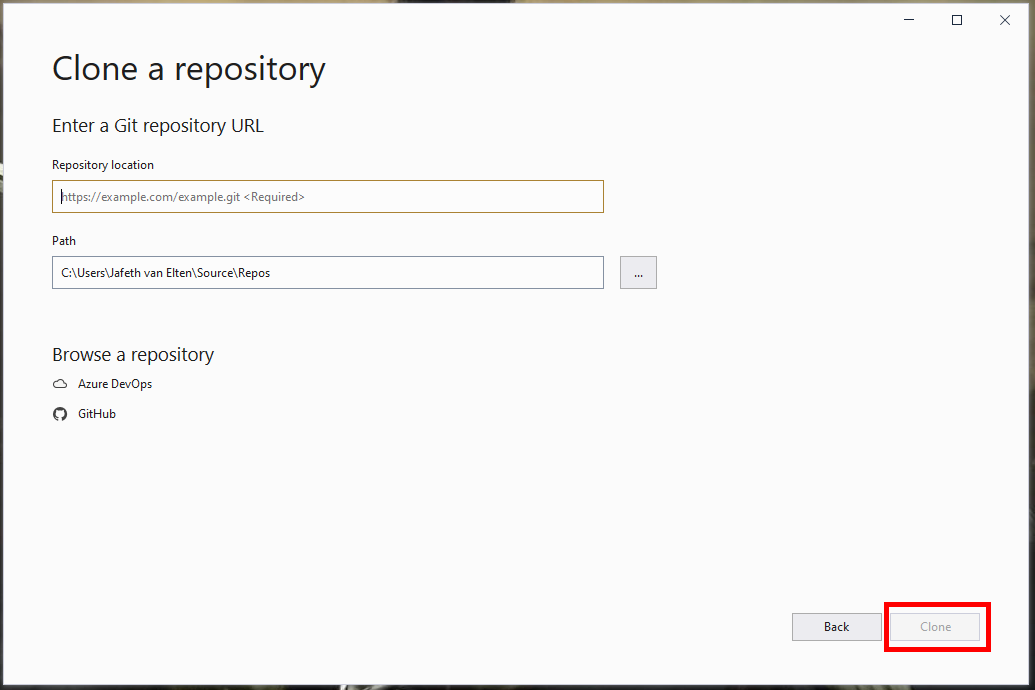 Clone a repository
Enter a Git repository URL
Repository location
https://example.com/example.git <Required>
Path
C:\Users\Jafeth van Elten\Source\Repos
...
Browse a repository
Azure DevOps
GitHub
Back
Clone